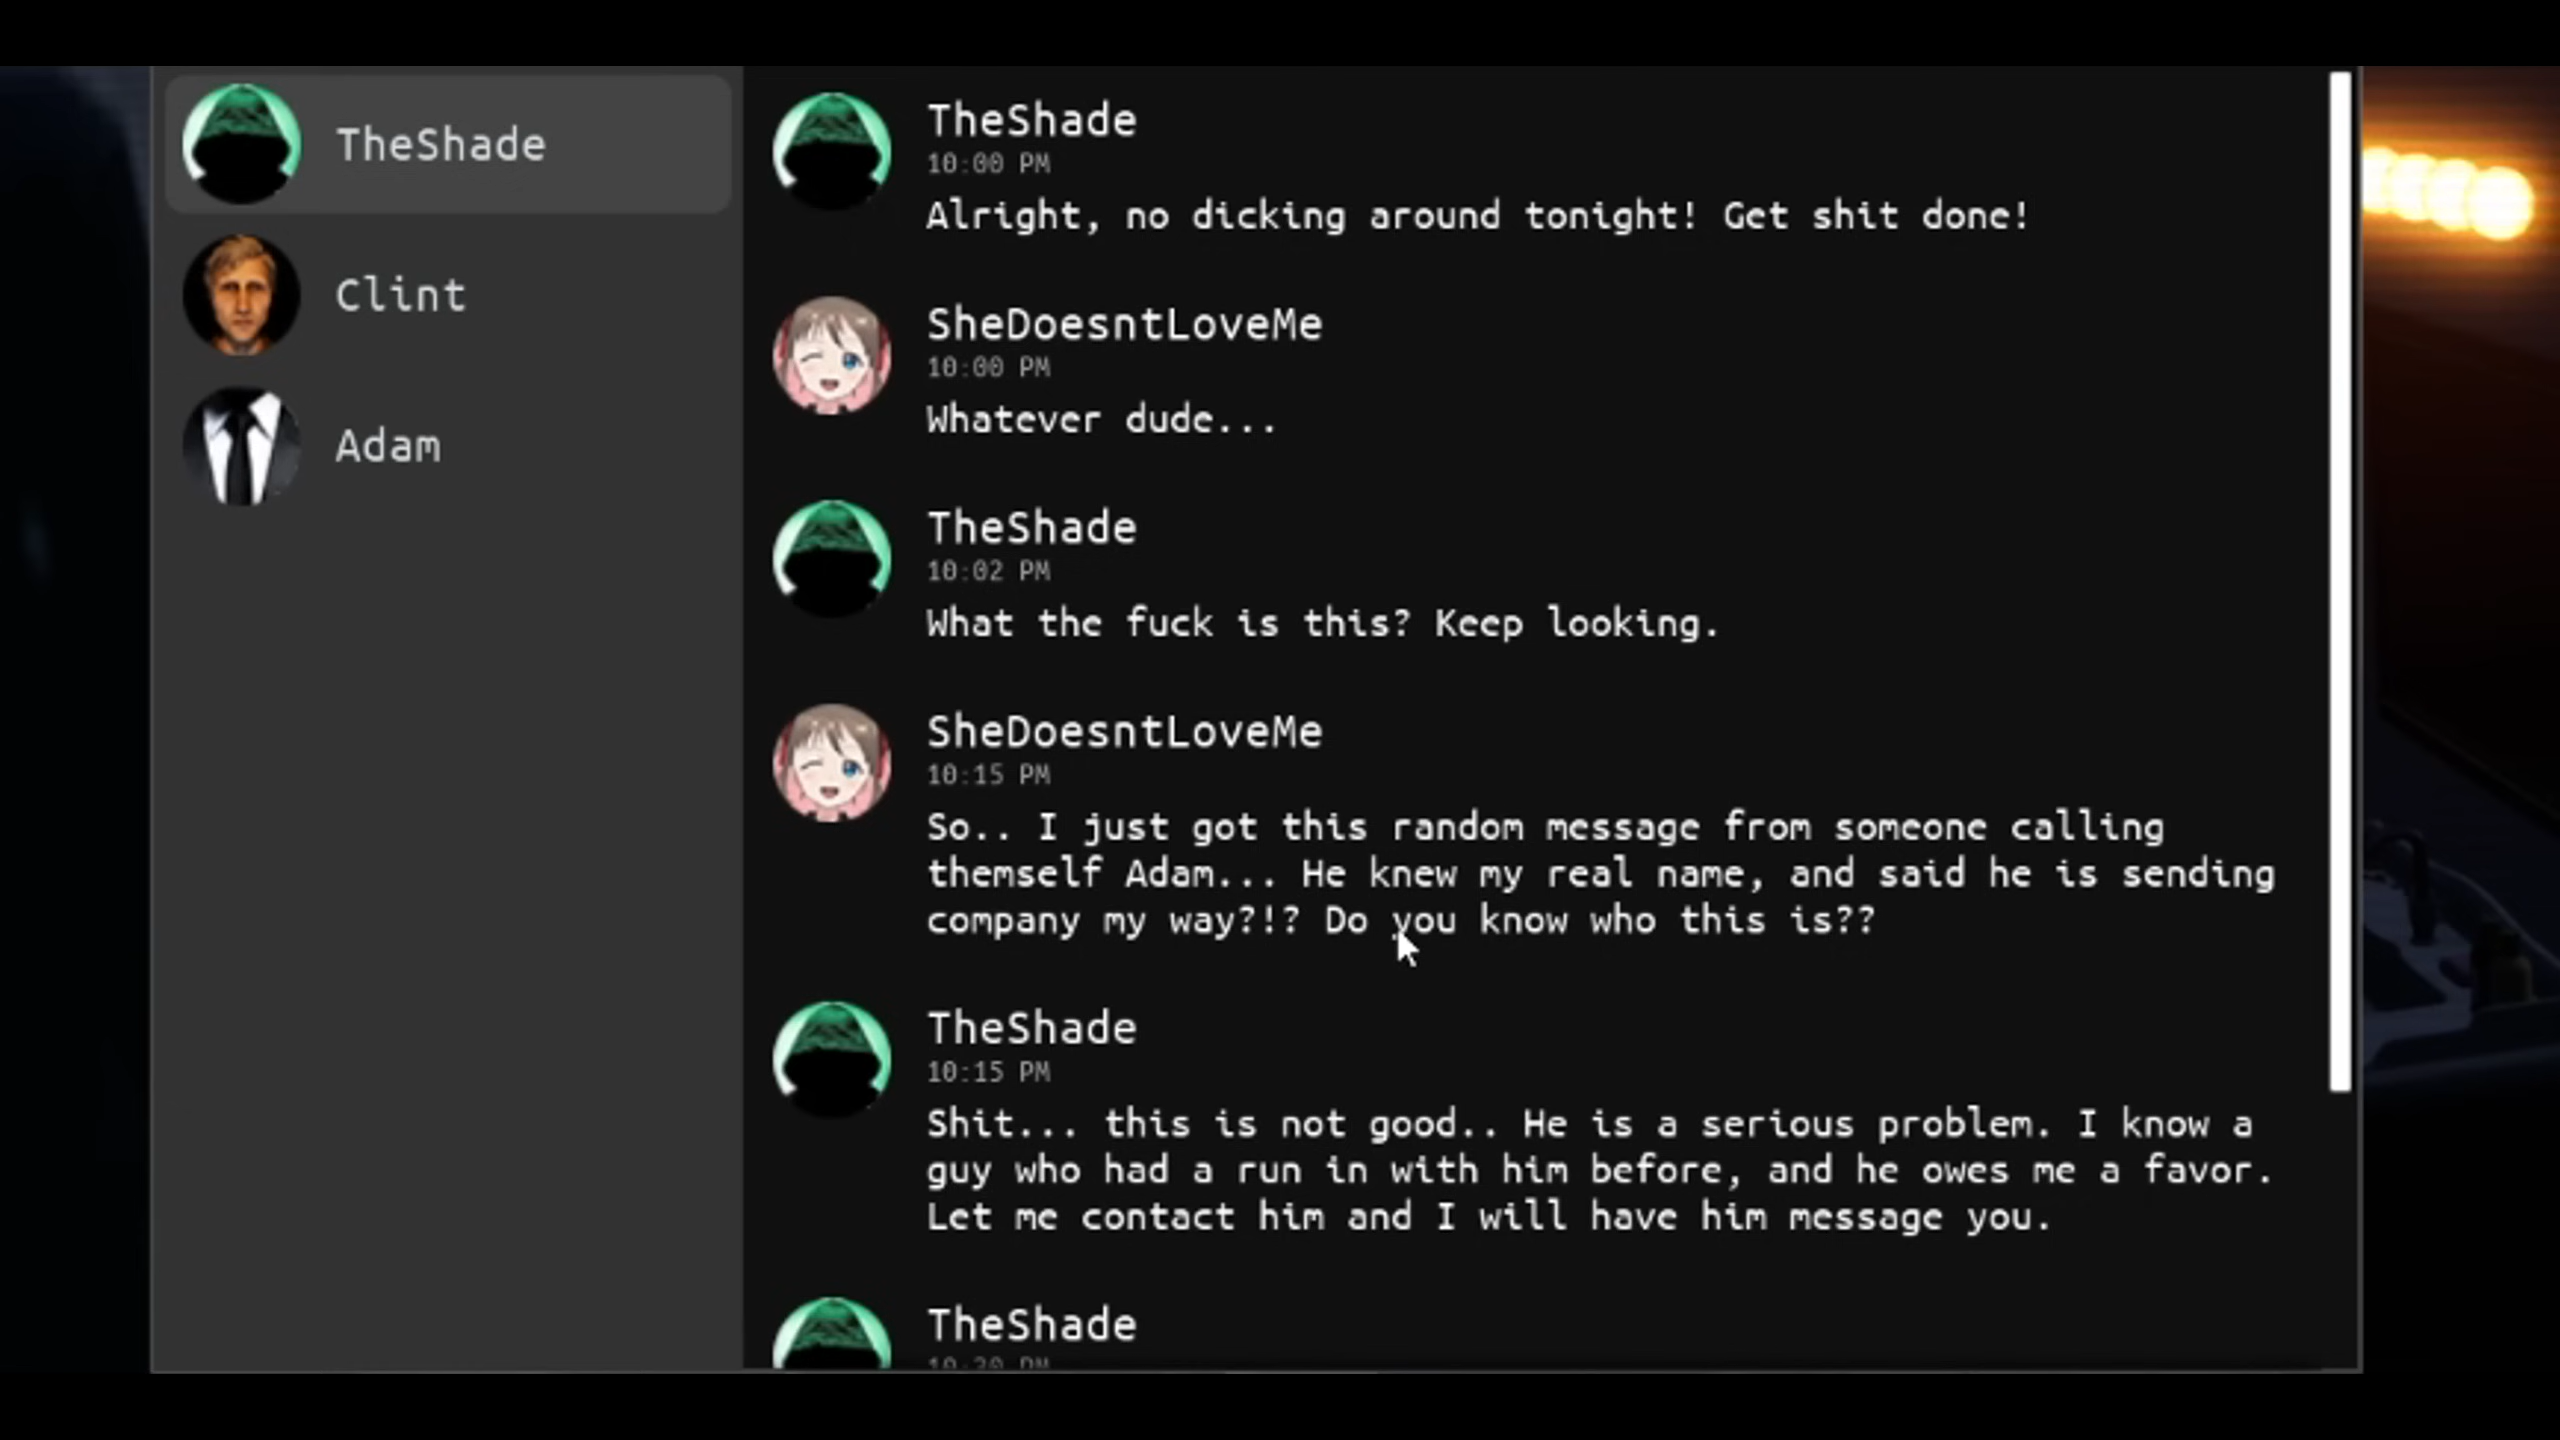 TheShade
Clint
Adam
TheShade
10:00 PM
Alright, no dicking around tonight! Get shit done!
SheDoesntLoveMe
10:00 PM
Whatever dude...
TheShade
10:02 PM
What the fuck is this? Keep looking.
SheDoesntLoveMe
10:15 PM
So.. I just got this random message from someone calling
themself Adam... He knew my real name, and said he is sending
company my way?!? Do you know who this is??
TheShade
10:15 PM
Shit... this is not good.. He is a serious problem. I know a
guy who had a run in with him before, and he owes me a favor.
Let me contact him and I will have him message you.
TheShade